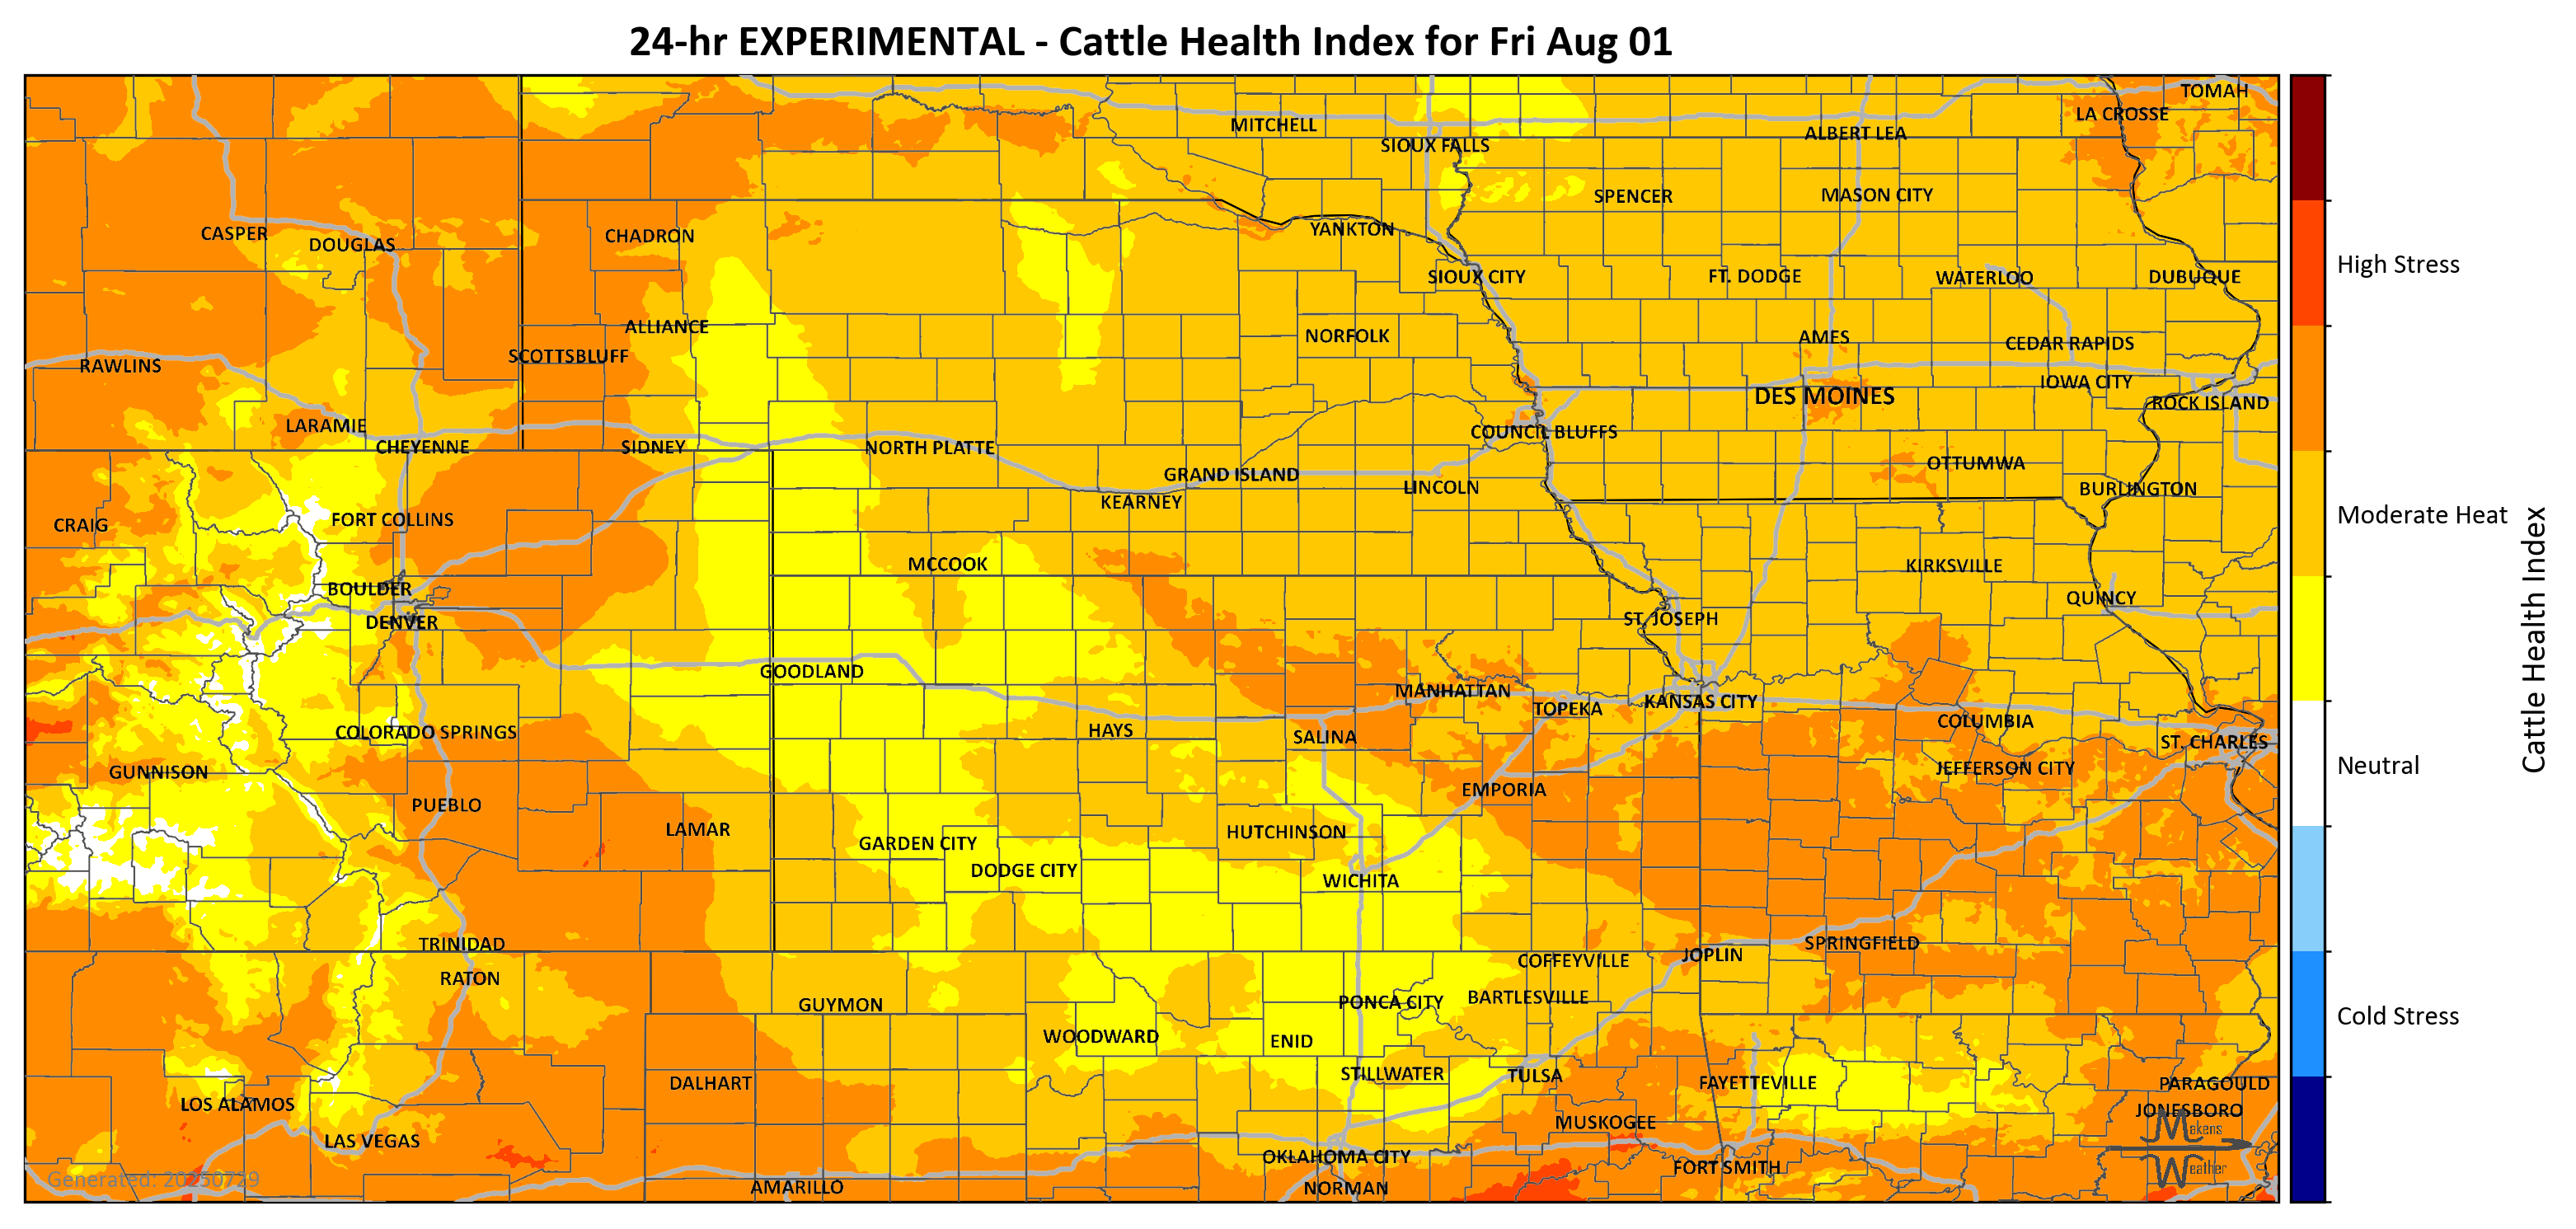 24-hr EXPERIMENTAL - Cattle Health Index for Fri Aug 01
TOMAH
LA CROSSE
MITCHELL
ALBERT LEA
SIOUX FALLS
SPENCER
MASON CITY
CASPER
DOUGLAS
CHADRON
YANKTON
High Stress
SIOUX CITY
FT. DODGE
WATERLOO
DUBUQUE
ALLIANCE
NORFOLK
AMES
CEDAR RAPIDS
SCOTTSBLUFF
RAWLINS
IOWA CITY
DES MOINES
ROCK ISLAND
LARAMIE
COUNCIL BLUFFS
CHEYENNE
SIDNEY
NORTH PLATTE
OTTUMWA
GRAND ISLAND
LINCOLN
BURLINGTON
KEARNEY
Moderate Heat
CRAIG
FORT COLLINS
MCCOOK
KIRKSVILLE
BOULDER
QUINCY
DENVER
ST. JOSEPH
Cattle Health Index
GOODLAND
MANHATTAN
KANSAS CITY
TOPEKA
COLUMBIA
COLORADO SPRINGS
HAYS
SALINA
ST. CHARLES
Neutral
GUNNISON
JEFFERSON CITY
EMPORIA
PUEBLO
LAMAR
HUTCHINSON
GARDEN CITY
DODGE CITY
WICHITA
TRINIDAD
SPRINGFIELD
JOPLIN
COFFEYVILLE
RATON
BARTLESVILLE
PONCA CITY
GUYMON
Cold Stress
WOODWARD
ENID
STILLWATER
TULSA
DALHART
FAYETTEVILLE
PARAGOULD
LOS ALAMOS
JONESBORO
MUSKOGEE
Makens
LAS VEGAS
OKLAHOMA CITY
FORT SMITH
Weather
Generated: 20250729
AMARILLO
NORMAN